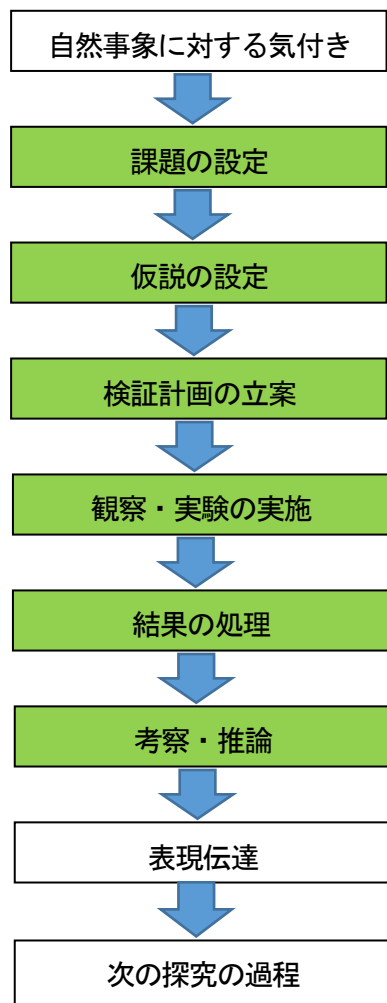 自然事象に対する気付き
課題の設定
仮説の設定
検証計画の立案
観察・実験の実施
結果の処理
考察・推論
表現伝達
次の探究の過程